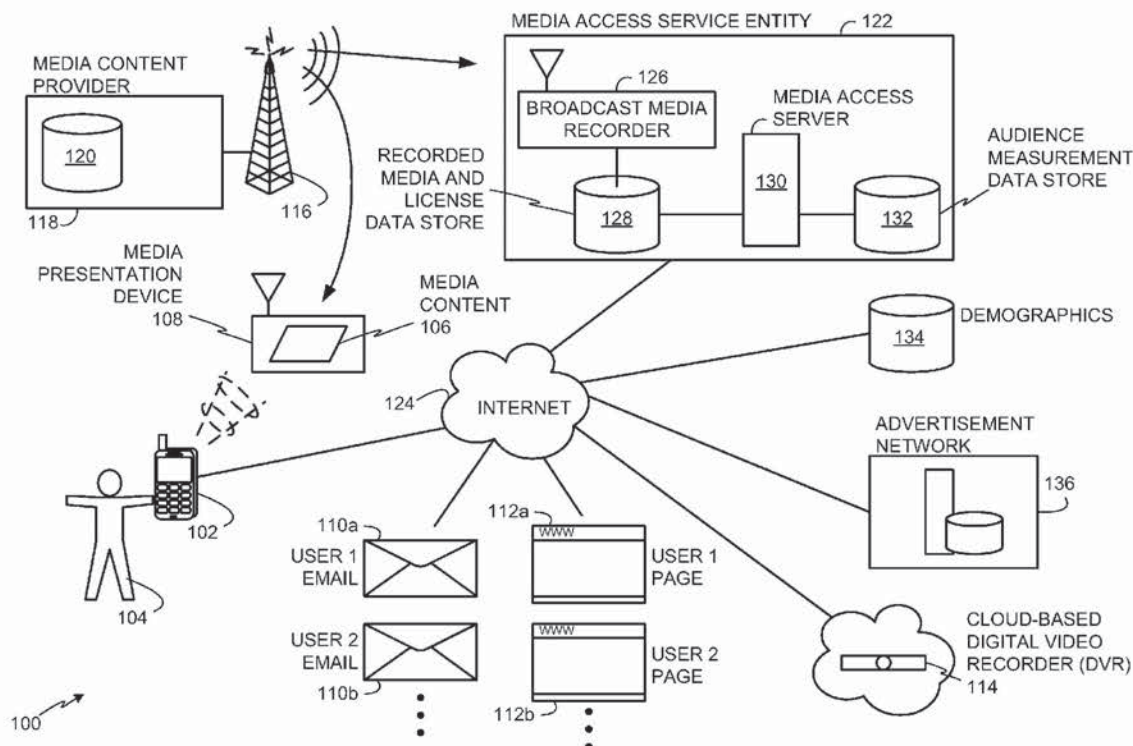 MEDIA ACCESS SERVICE ENTITY
122
MEDIA CONTENT
PROVIDER
120
118
116
126
BROADCAST MEDIA
RECORDER
MEDIA ACCESS
SERVER
RECORDED
MEDIA AND
LICENSE
DATA STORE
128
130
132
AUDIENCE
MEASUREMENT
DATA STORE
MEDIA
PRESENTATION
DEVICE
108
MEDIA
CONTENT
106
134
DEMOGRAPHICS
124
INTERNET
ADVERTISEMENT
NETWORK
136
102
104
110a
USER 1
EMAIL
112a
WWW
USER 1
PAGE
USER 2
EMAIL
110b
WWW
USER 2
PAGE
112b
CLOUD-BASED
DIGITAL VIDEO
RECORDER (DVR)
114
100